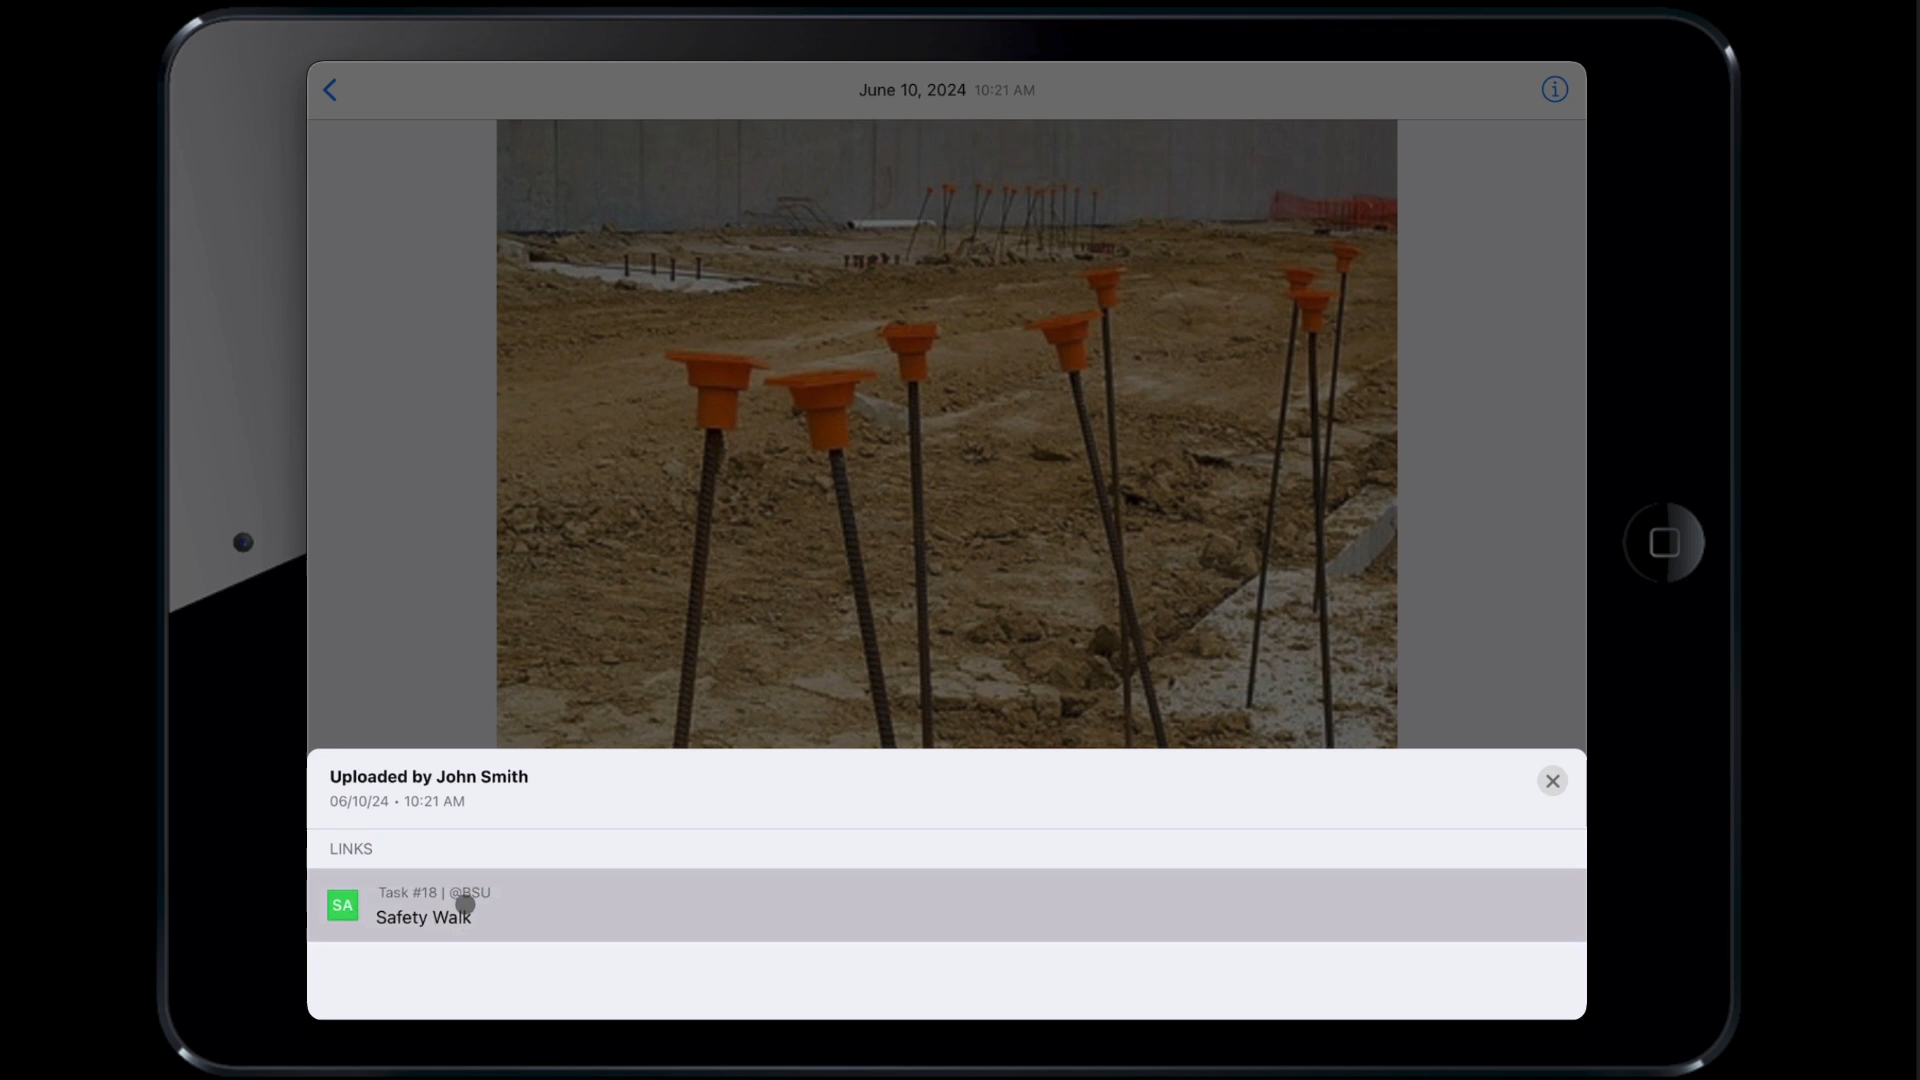 June 10, 2024 10:21 AM
Uploaded by John Smith
06/10/24 • 10:21 AM
LINKS
Task #18 | @BSU
SA
Safety Walk